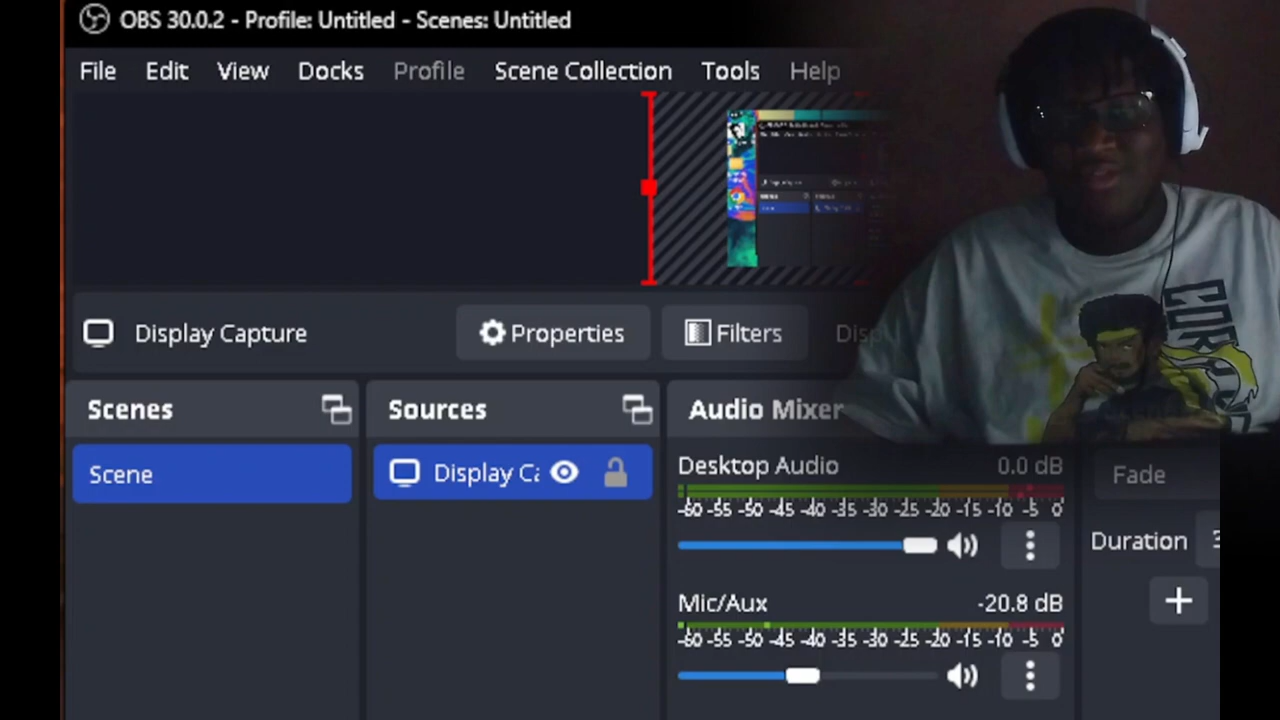 OBS 30.0.2 - Profile: Untitled - Scenes: Untitled
File Edit View Docks Profile Scene Collection Tools Help
Display Capture Properties Filters
Scenes Sources Audio Mixer
Scene Display Ca
Desktop Audio 0.0 dB
-60 -55 -50 -45 -40 -35 -30 -25 -20 -15 -10 -5 0
Fade
Duration
Mic/Aux -20.8 dB
-60 -55 -50 -45 -40 -35 -30 -25 -20 -15 -10 -5 0